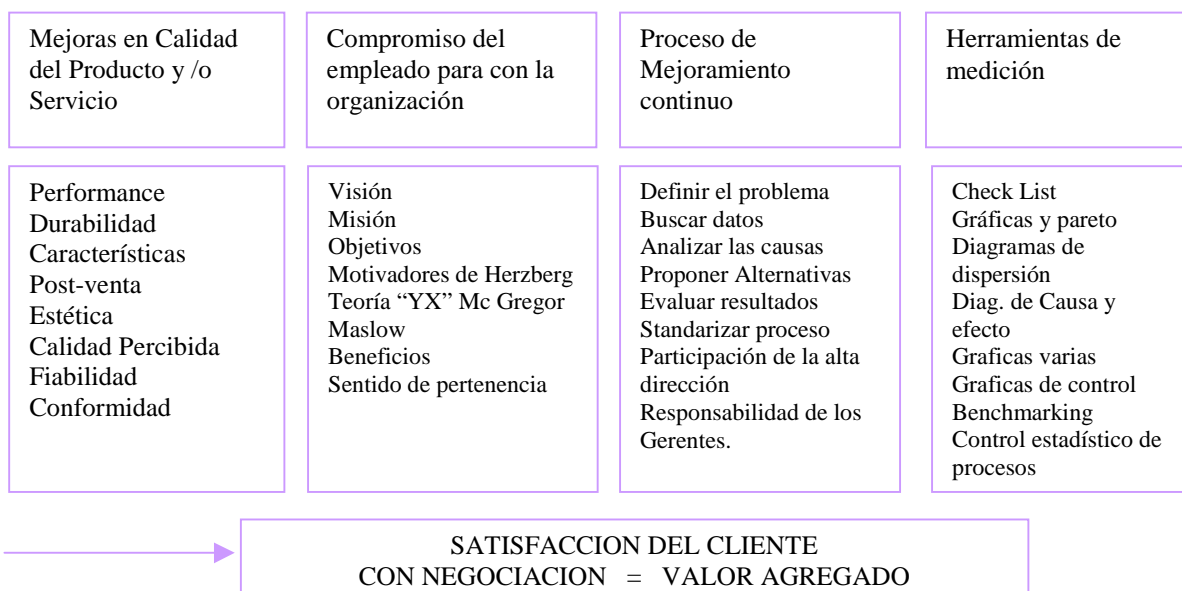 Mejoras en Calidad
del Producto y /o
Servicio
Compromiso del
empleado para con la
organización
Proceso de
Mejoramiento
continuo
Herramientas de
medición
Performance
Durabilidad
Características
Post-venta
Estética
Calidad Percibida
Fiabilidad
Conformidad
Visión
Misión
Objetivos
Motivadores de Herzberg
Teoría “YX” Mc Gregor
Maslow
Beneficios
Sentido de pertenencia
Definir el problema
Buscar datos
Analizar las causas
Proponer Alternativas
Evaluar resultados
Standarizar proceso
Participación de la alta
dirección
Responsabilidad de los
Gerentes.
Check List
Gráficas y pareto
Diagramas de
dispersión
Diag. de Causa y
efecto
Graficas varias
Graficas de control
Benchmarking
Control estadístico de
procesos
SATISFACCION DEL CLIENTE
CON NEGOCIACION = VALOR AGREGADO